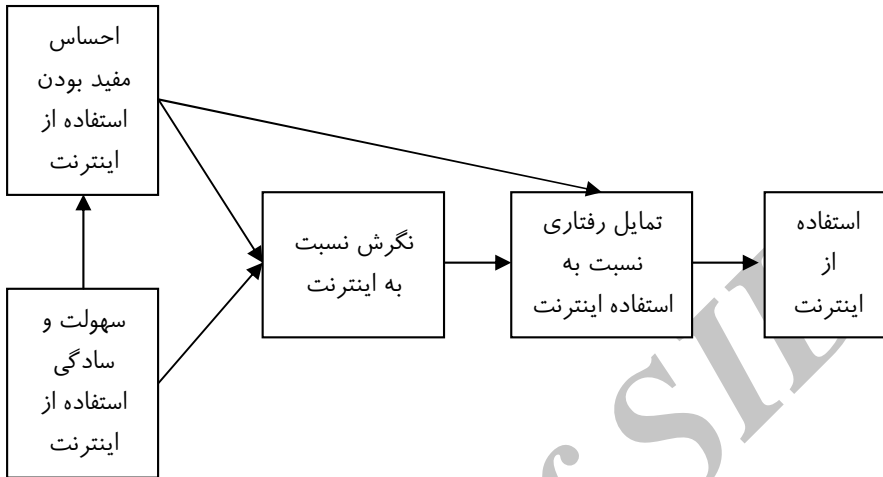 احساس
مفید بودن
استفاده از
اینترنت
سهولت و
سادگی
استفاده از
اینترنت
نگرش نسبت
به اینترنت
تمایل رفتاری
نسبت به
استفاده اینترنت
استفاده
از
اینترنت
f SID